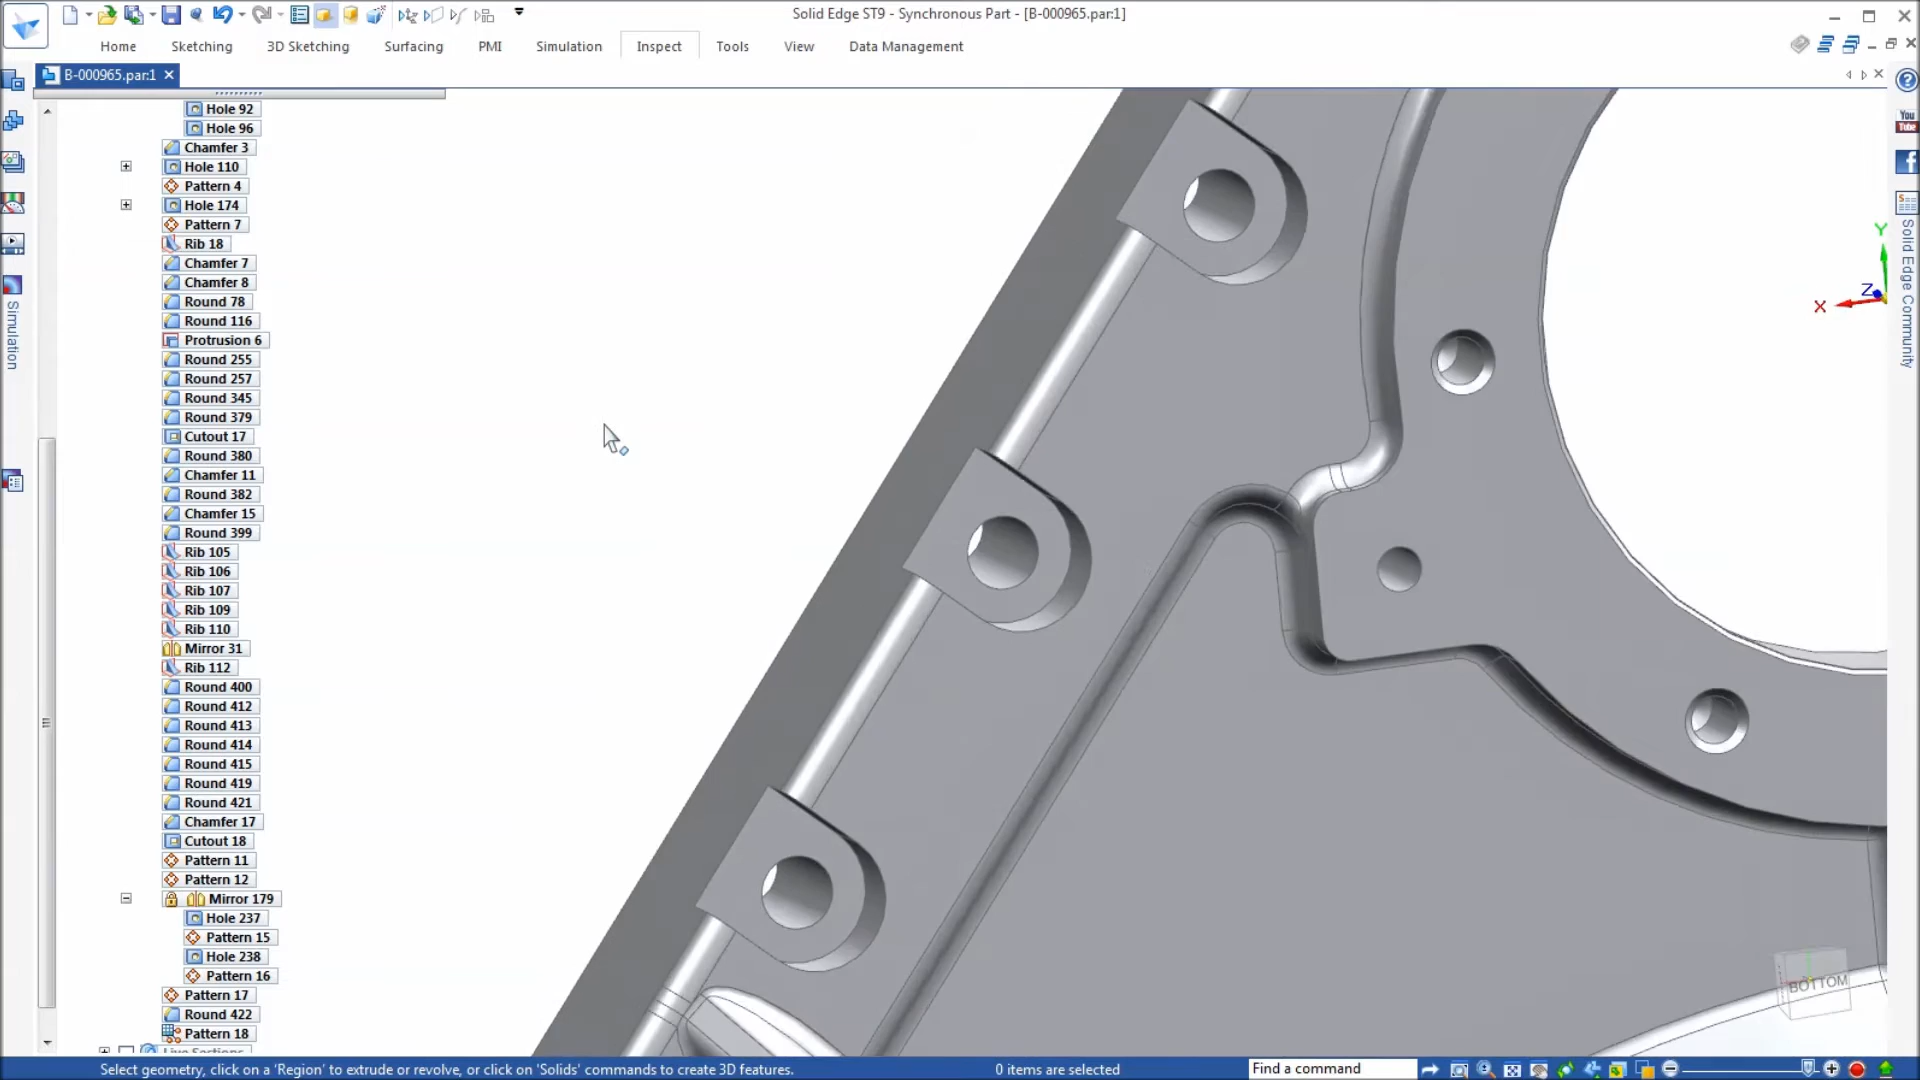 Solid Edge ST9 - Synchronous Part - [B-000965.par:1]
Home
Sketching
3D Sketching
Surfacing
PMI
Simulation
Inspect
Tools
View
Data Management
B-000965.par:1
Hole 92
Hole 96
Chamfer 3
Hole 110
Pattern 4
Hole 174
Pattern 7
Rib 18
Chamfer 7
Chamfer 8
Round 78
Round 116
Protrusion 6
Round 255
Round 257
Round 345
Round 379
Cutout 17
Round 380
Chamfer 11
Round 382
Chamfer 15
Round 399
Rib 105
Rib 106
Rib 107
Rib 109
Rib 110
Mirror 31
Rib 112
Round 400
Round 412
Round 413
Round 414
Round 415
Round 419
Round 421
Chamfer 17
Cutout 18
Pattern 11
Pattern 12
Mirror 179
Hole 237
Pattern 15
Hole 238
Pattern 16
Pattern 17
Round 422
Pattern 18
Live Sections
Simulation
You
Tube
Solid Edge Community
Y
Z
X
BOTTOM
Select geometry, click on a 'Region' to extrude or revolve, or click on 'Solids' commands to create 3D features.
0 items are selected
Find a command